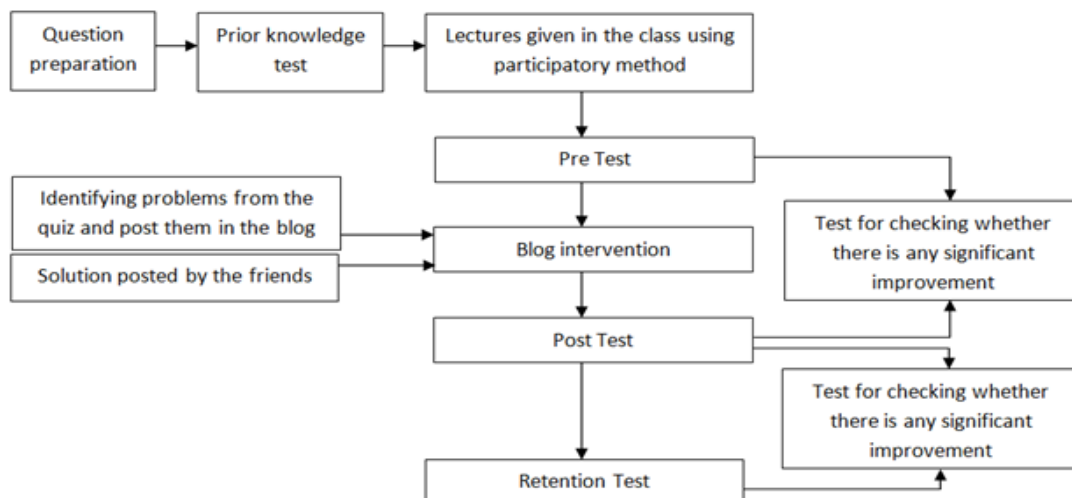 Question
preparation
Prior knowledge
test
Lectures given in the class using
participatory method
Pre Test
Identifying problems from the
quiz and post them in the blog
Solution posted by the friends
Blog intervention
Test for checking whether
there is any significant
improvement
Post Test
Test for checking whether
there is any significant
improvement
Retention Test